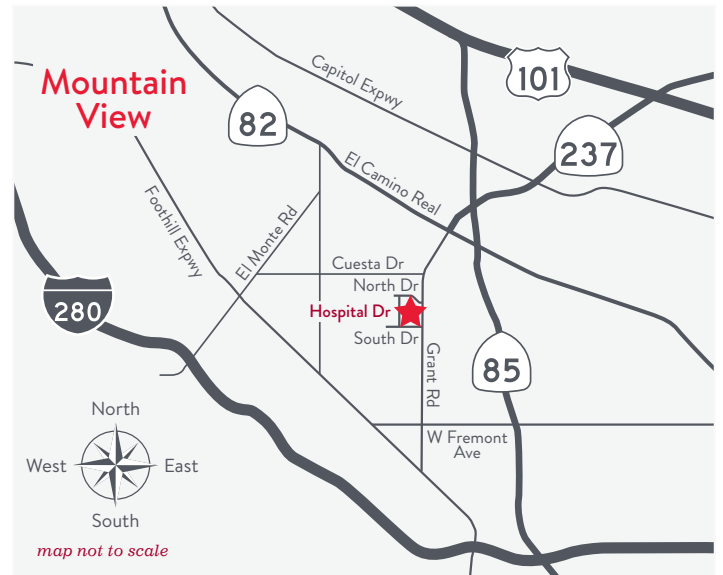 Mountain
View
Capitol Expwy
101
82
237
El Camino Real
Foothill Expwy
El Monte Rd
Cuesta Dr
North Dr
Hospital Dr
South Dr
280
Grant Rd
85
North
West
East
South
W Fremont
Ave
map not to scale